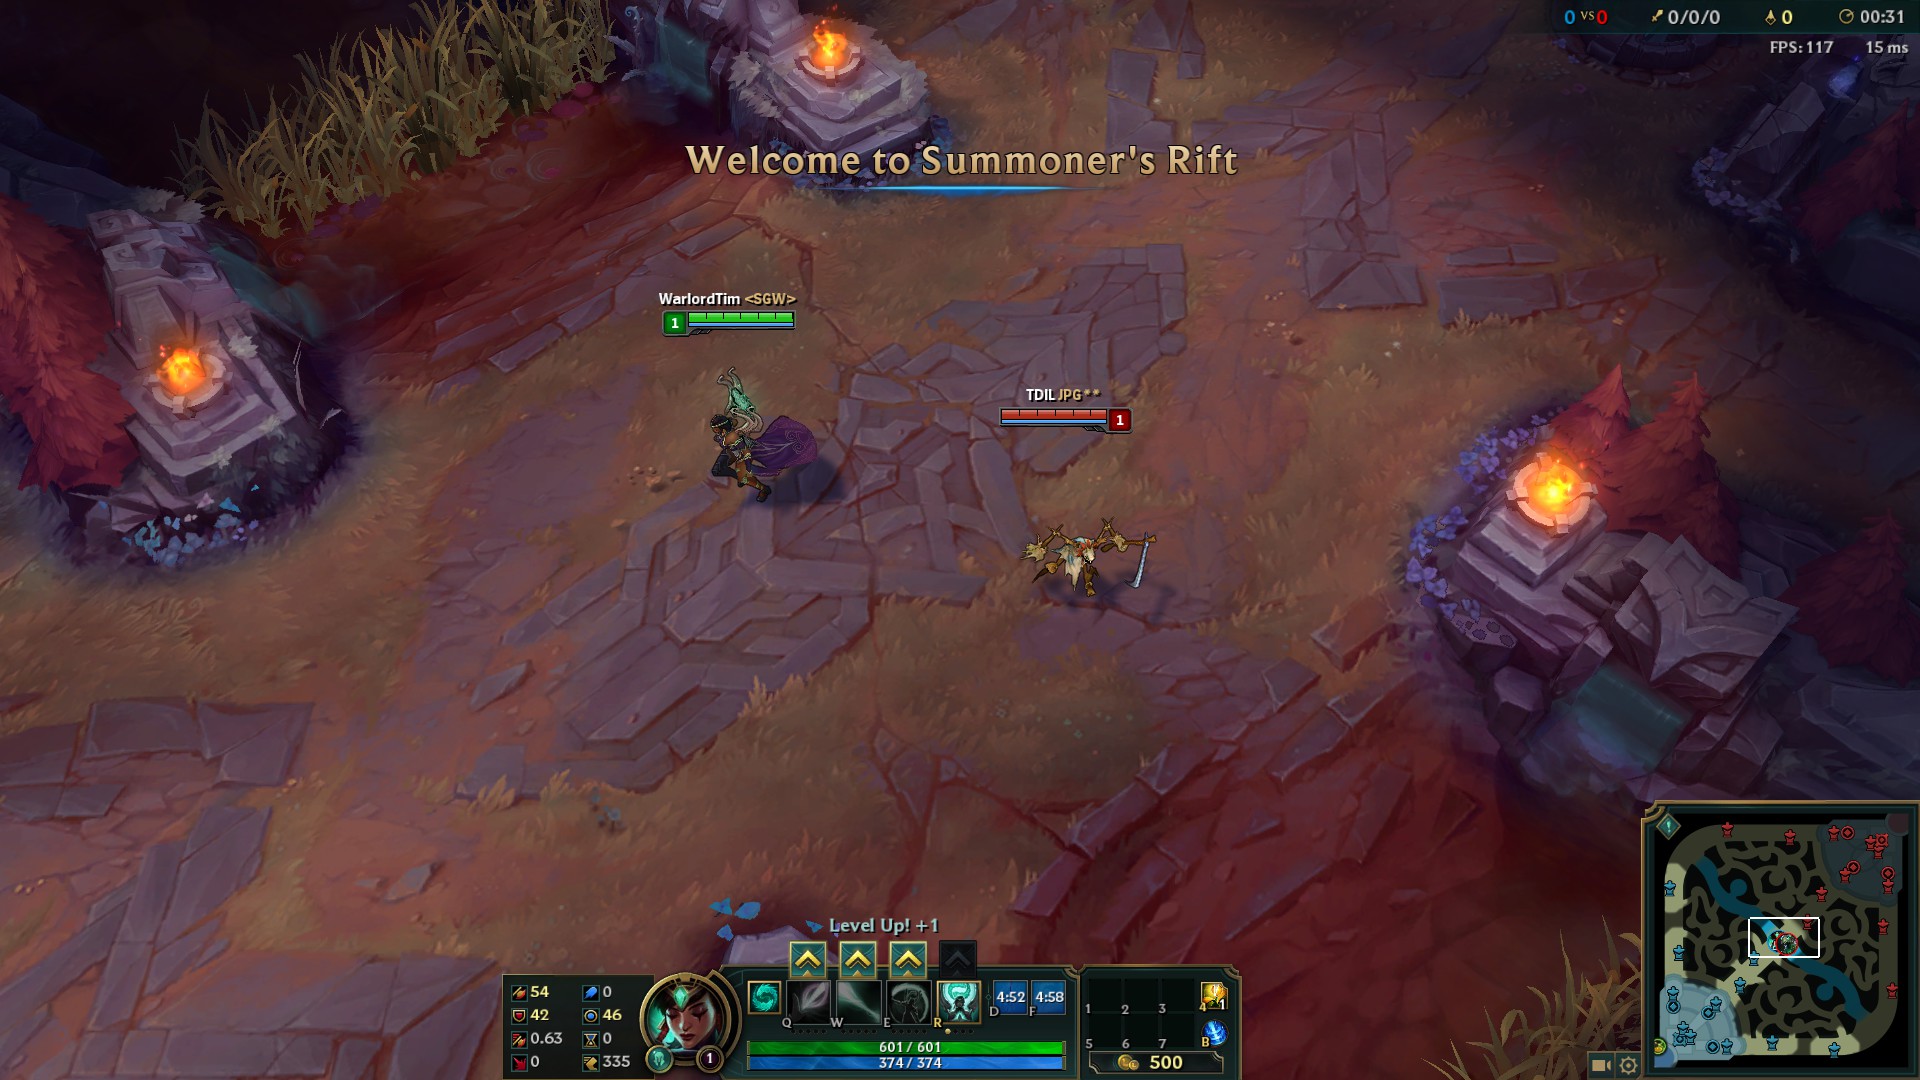 0 VS 0 0/0/0 0 00:31
FPS: 117 15 ms
Welcome to Summoner's Rift
WarlordTim <SGW>
1
TDIL JPG**
1
Level Up! +1
54 0
42 46
0.63 0
0 335
1
Q W E R
4:52 4:58
D F
601 / 601
374 / 374
1 2 3 4 1
5 6 7 B
500